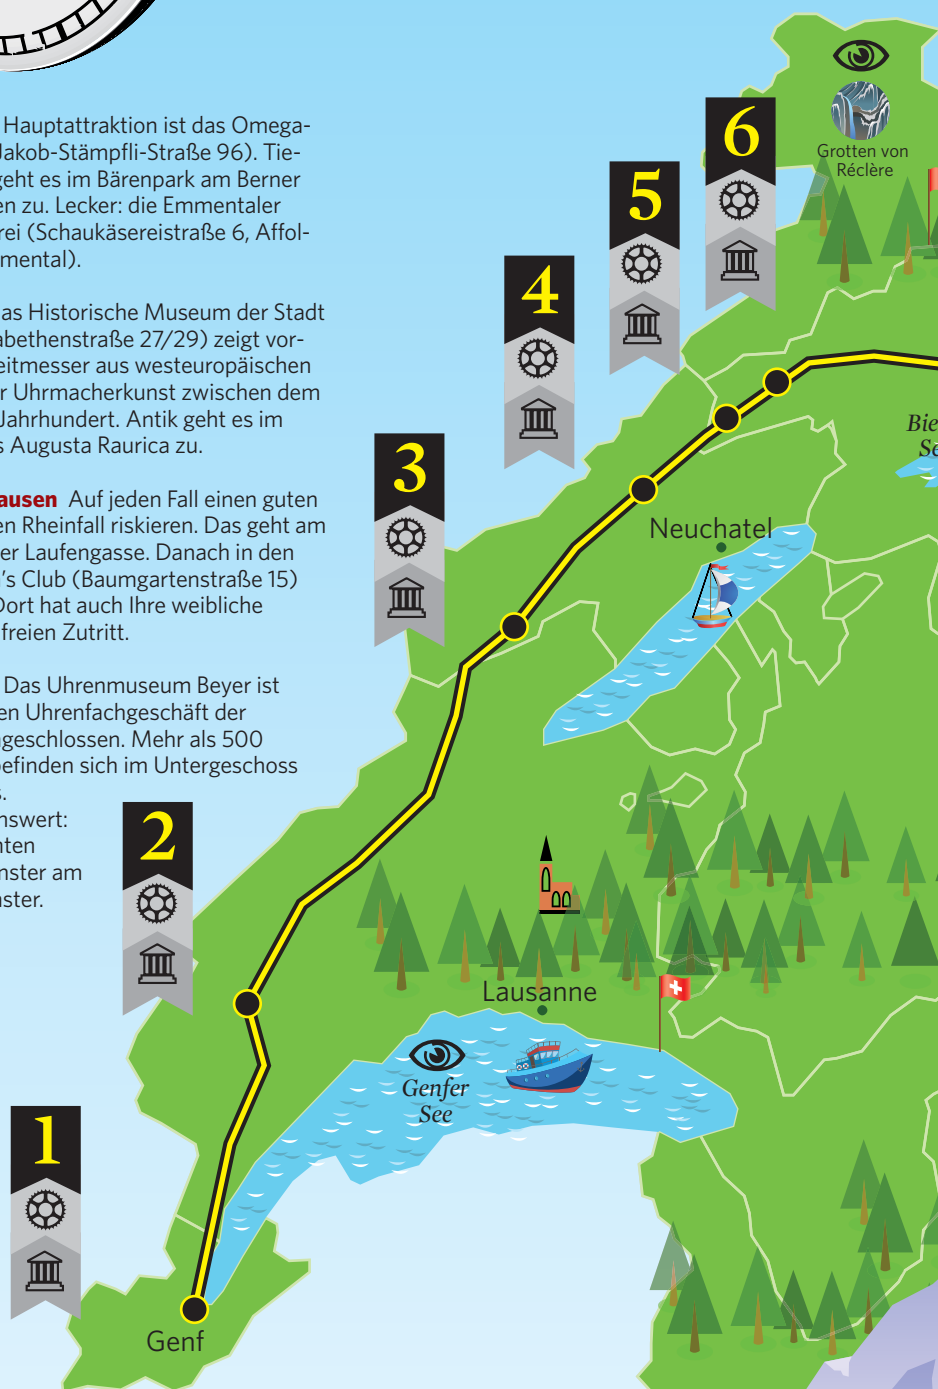 Hauptattraktion ist das Omega-
Jakob-Stämpfli-Straße 96). Tie-
geht es im Bärenpark am Berner
en zu. Lecker: die Emmentaler
rei (Schaukäsereistraße 6, Affol-
mental).
as Historische Museum der Stadt
abethenstraße 27/29) zeigt vor-
eitmesser aus westeuropäischen
r Uhrmacherkunst zwischen dem
Jahrhundert. Antik geht es im
s Augusta Raurica zu.
ausen Auf jeden Fall einen guten
en Rheinfall riskieren. Das geht am
er Laufengasse. Danach in den
's Club (Baumgartenstraße 15)
Dort hat auch Ihre weibliche
freien Zutritt.
Das Uhrenmuseum Beyer ist
en Uhrenfachgeschäft der
geschlossen. Mehr als 500
befinden sich im Untergeschoss
s.
nswert:
nten
nster am
ster.
6
Grotten von
Réclère
5
4
3
Bie
Se
Neuchatel
2
Lausanne
Genfer
See
1
Genf